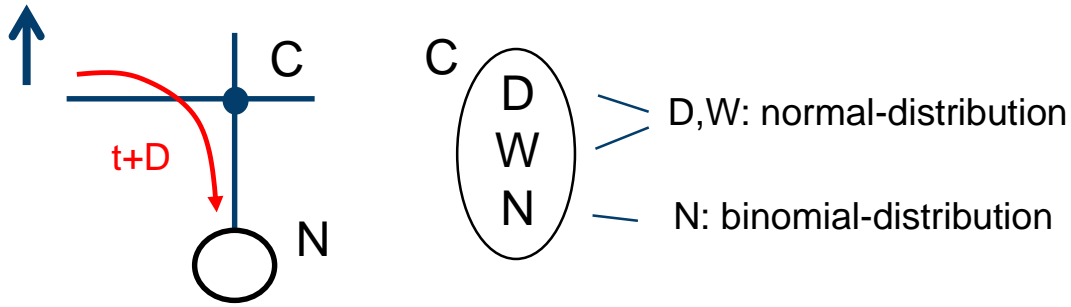 C
t+D
N
C
D
W
N
D,W: normal-distribution
N: binomial-distribution